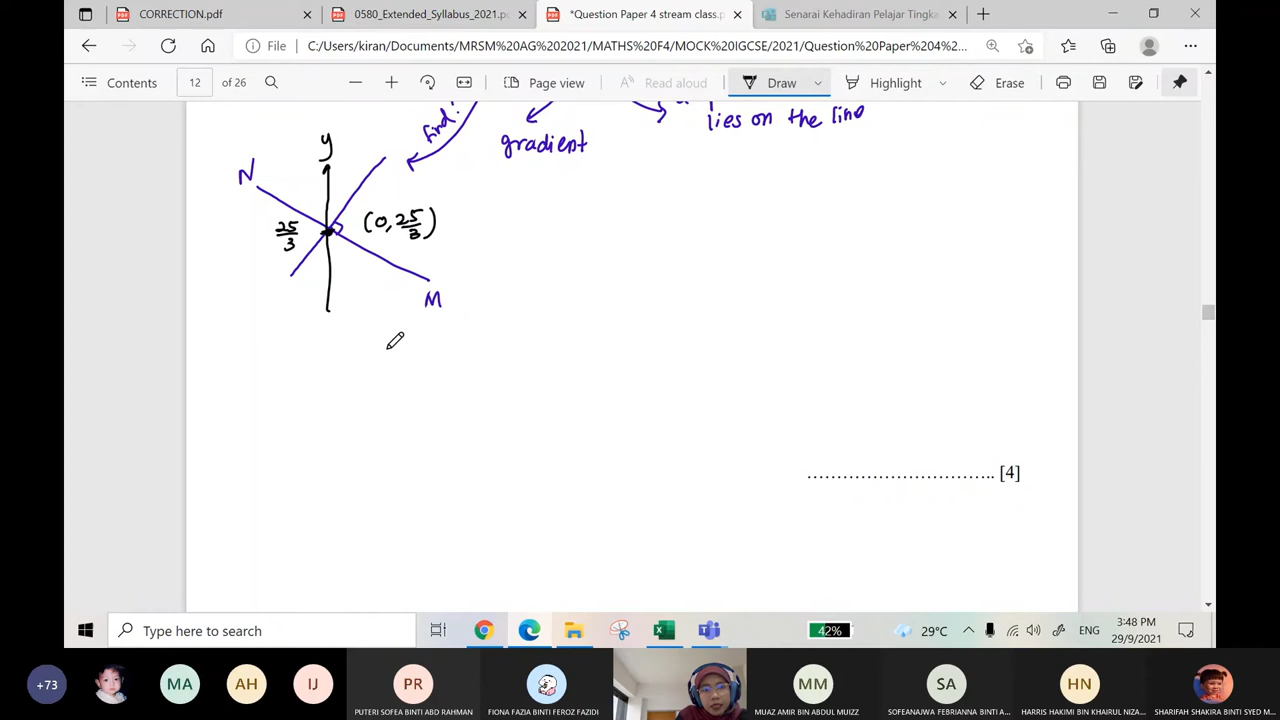 CORRECTION.pdf
0580_Extended_Syllabus_2021.pdf
*Question Paper 4 stream class.p
Senarai Kehadiran Pelajar Tingka
File
C:/Users/kiran/Documents/MRSM%20AG%202021/MATHS%20F4/MOCK%20IGCSE/2021/Question%20Paper%204%2...
Contents
12
of 26
Page view
Read aloud
Draw
Highlight
Erase
lies on the line
find!
gradient
y
N
25/3
(0, 25/3)
M
………………………….. [4]
Type here to search
42%
29°C
ENG
3:48 PM
29/9/2021
+73
MA
AH
IJ
PR
MM
SA
HN
PUTERI SOFEA BINTI ABD RAHMAN
FIONA FAZIA BINTI FEROZ FAZIDI
MUAZ AMIR BIN ABDUL MUIZZ
SOFEANAJWA FEBRIANNA BINTI A...
HARRIS HAKIMI BIN KHAIRUL NIZA...
SHARIFAH SHAKIRA BINTI SYED M...